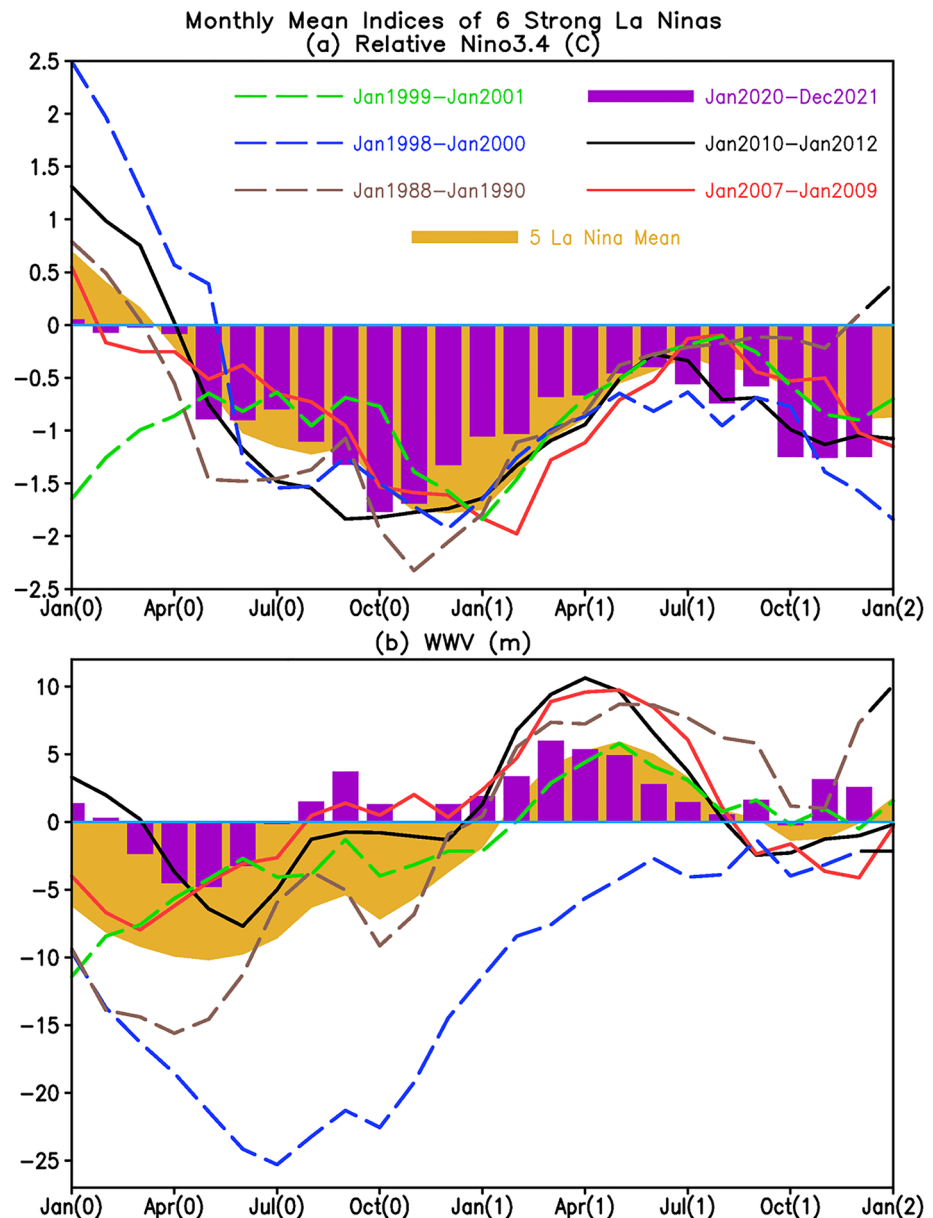 Monthly Mean Indices of 6 Strong La Ninas
(a) Relative Nino3.4 (C)
2.5
2
1.5
1
0.5
0
-0.5
-1
-1.5
-2
-2.5
Jan1999-Jan2001 Jan2020-Dec2021
Jan1998-Jan2000 Jan2010-Jan2012
Jan1988-Jan1990 Jan2007-Jan2009
5 La Nina Mean
Jan(0) Apr(0) Jul(0) Oct(0) Jan(1) Apr(1) Jul(1) Oct(1) Jan(2)
(b) WWV (m)
10
5
0
-5
-10
-15
-20
-25
Jan(0) Apr(0) Jul(0) Oct(0) Jan(1) Apr(1) Jul(1) Oct(1) Jan(2)